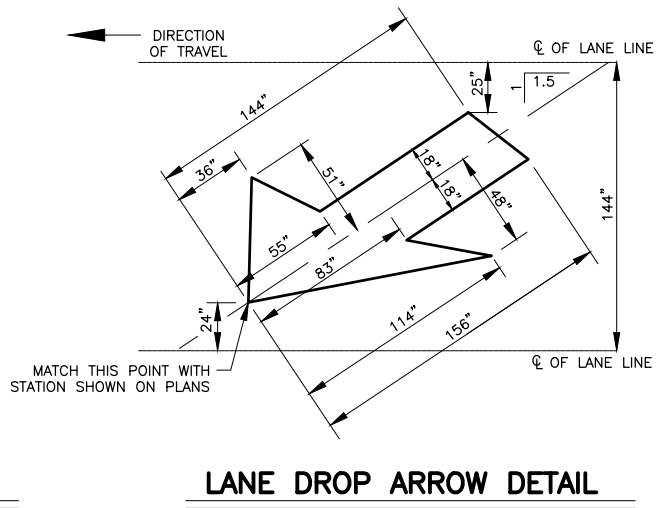 DIRECTION
OF TRAVEL
℄ OF LANE LINE
144"
25"
1
1.5
36"
51"
18"
18"
48"
144"
55"
83"
24"
114"
156"
MATCH THIS POINT WITH
STATION SHOWN ON PLANS
℄ OF LANE LINE
LANE DROP ARROW DETAIL